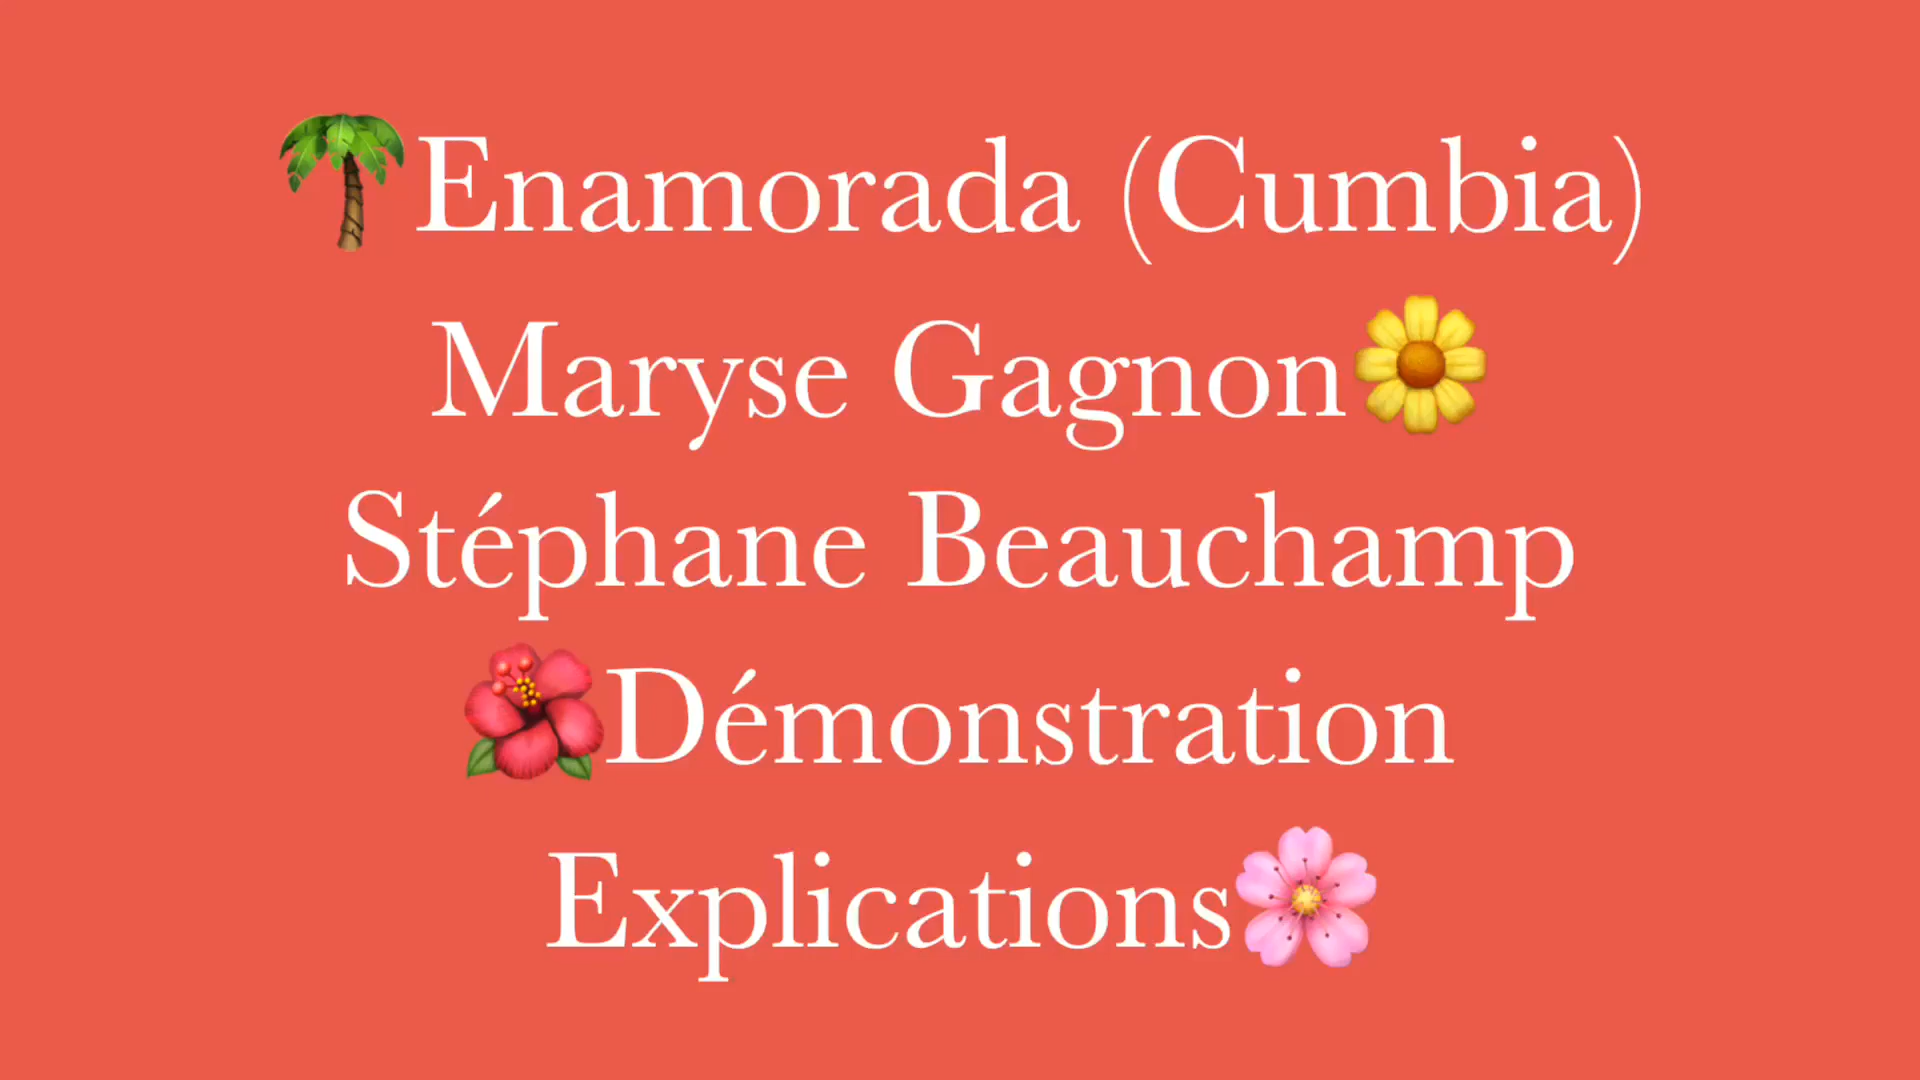 🌴Enamorada (Cumbia)
Maryse Gagnon🌼
Stéphane Beauchamp
🌺Démonstration
Explications🌸